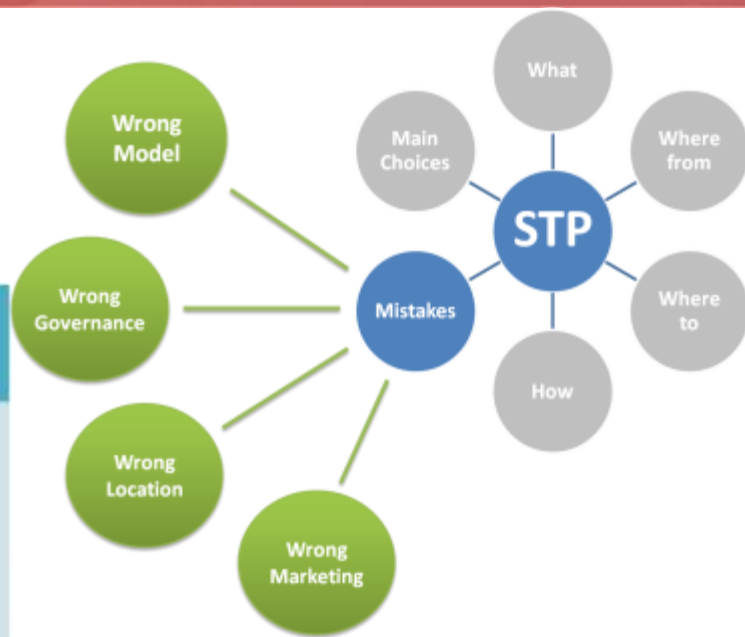 What
Wrong
Model
Main
Choices
Where
from
STP
Wrong
Governance
Mistakes
Where
to
How
Wrong
Location
Wrong
Marketing